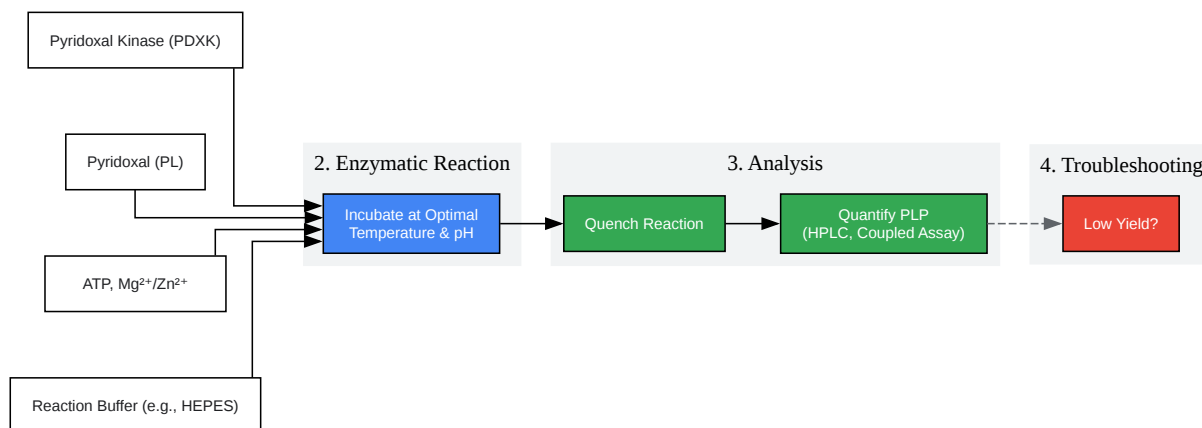 Pyridoxal Kinase (PDXK)
Pyridoxal (PL)
ATP, Mg²⁺/Zn²⁺
Reaction Buffer (e.g., HEPES)
2. Enzymatic Reaction
Incubate at Optimal
Temperature & pH
3. Analysis
Quench Reaction
Quantify PLP
(HPLC, Coupled Assay)
4. Troubleshooting
Low Yield?